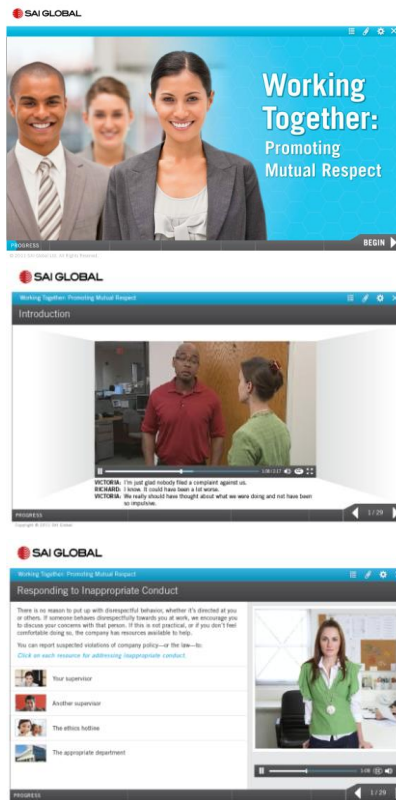 SAI GLOBAL
Working
Together:
Promoting
Mutual Respect
BEGIN
PROGRESS
SAI GLOBAL
Working Together: Promoting Mutual Respect
Introduction
VICTORIA: I'm just glad nobody filed a complaint against us.
RICHARD: I know. It could have been a lot worse.
VICTORIA: We really should have thought about what we were doing and not have been
so impulsive.
PROGRESS
1/29
SAI GLOBAL
Working Together: Promoting Mutual Respect
Responding to Inappropriate Conduct
There is no reason to put up with disrespectful behavior, whether it's directed at you
or others. If someone behaves disrespectfully towards you at work, we encourage you
to discuss your concerns with that person. If this is not practical, or if you don't feel
comfortable doing so, the company has resources available to help.
You can report suspected violations of company policy—or the law—to:
Click on each resource for addressing inappropriate conduct.
Your supervisor
Another supervisor
The ethics hotline
The appropriate department
PROGRESS
1/29